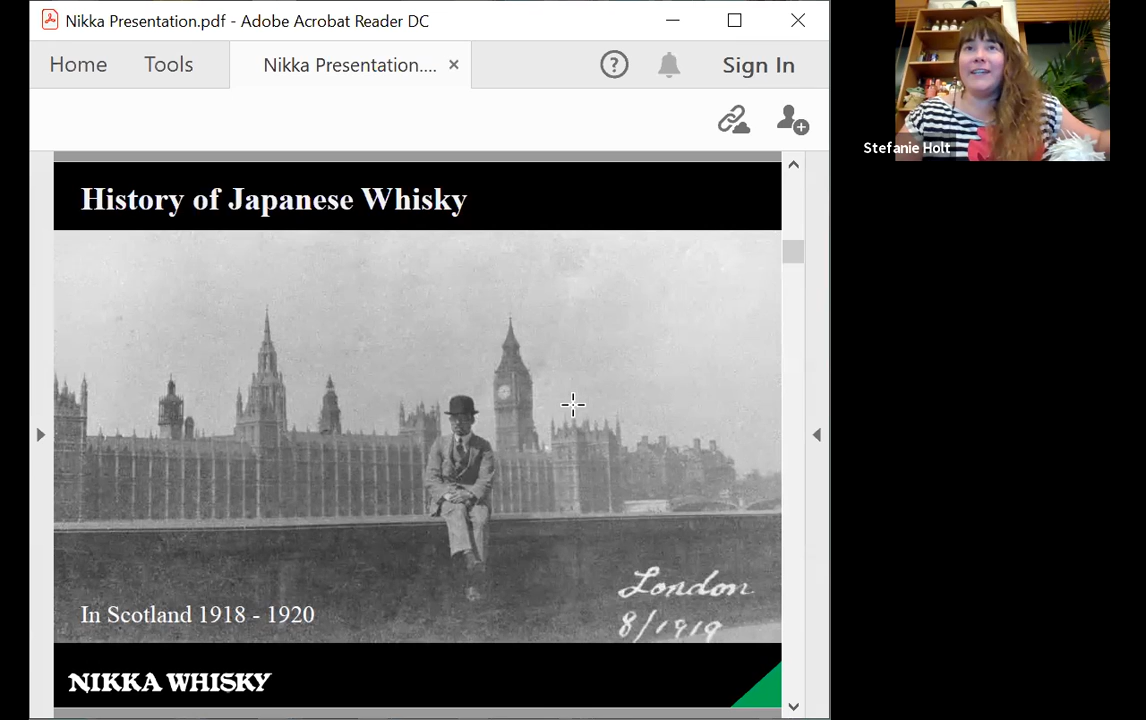 Nikka Presentation.pdf - Adobe Acrobat Reader DC
Home
Tools
Nikka Presentation....
Sign In
Stefanie Holt
History of Japanese Whisky
London
8/1919
In Scotland 1918 - 1920
NIKKA WHISKY